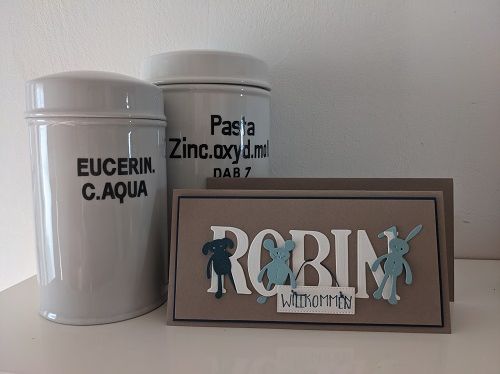 EUCERIN.
C.AQUA
Pasta
Zinc.oxyd.mol
DAB 7
ROBIN
WILLKOMMEN